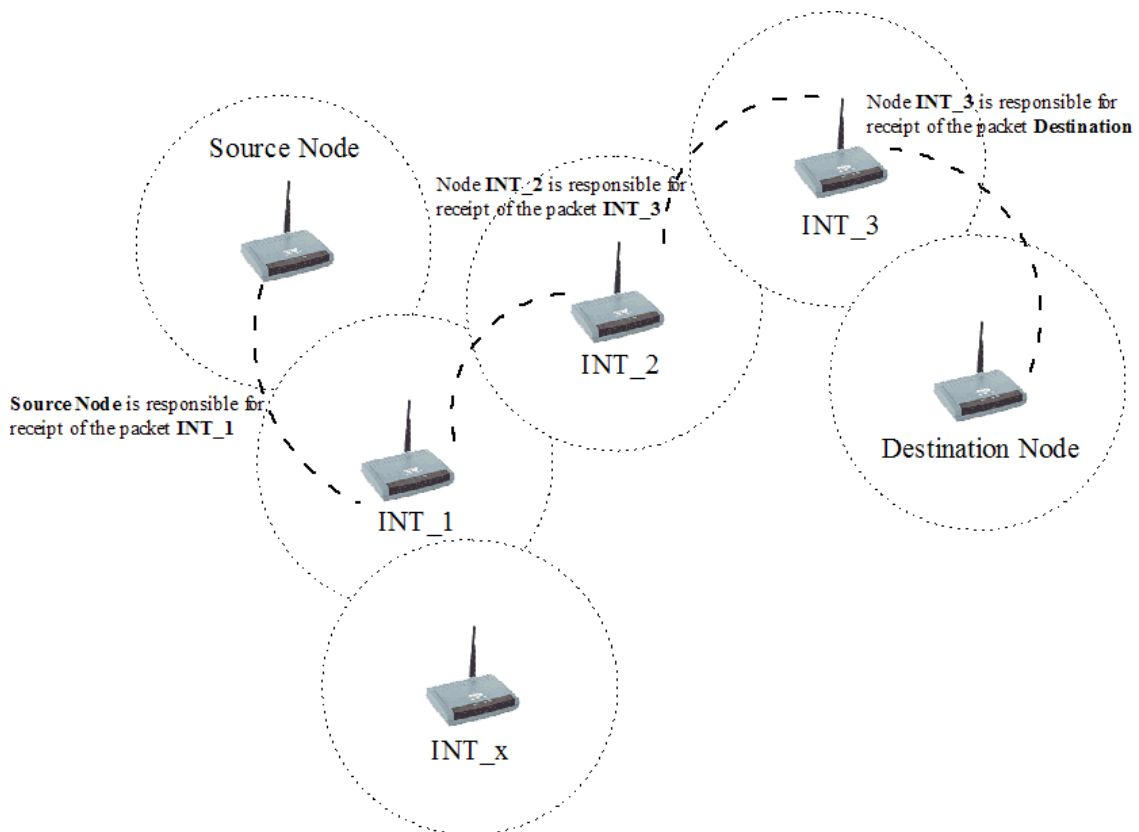 Source Node
Node INT_3 is responsible for
receipt of the packet Destination
Node INT_2 is responsible for
receipt of the packet INT_3
INT_3
INT_2
Source Node is responsible for
receipt of the packet INT_1
Destination Node
INT_1
INT_x